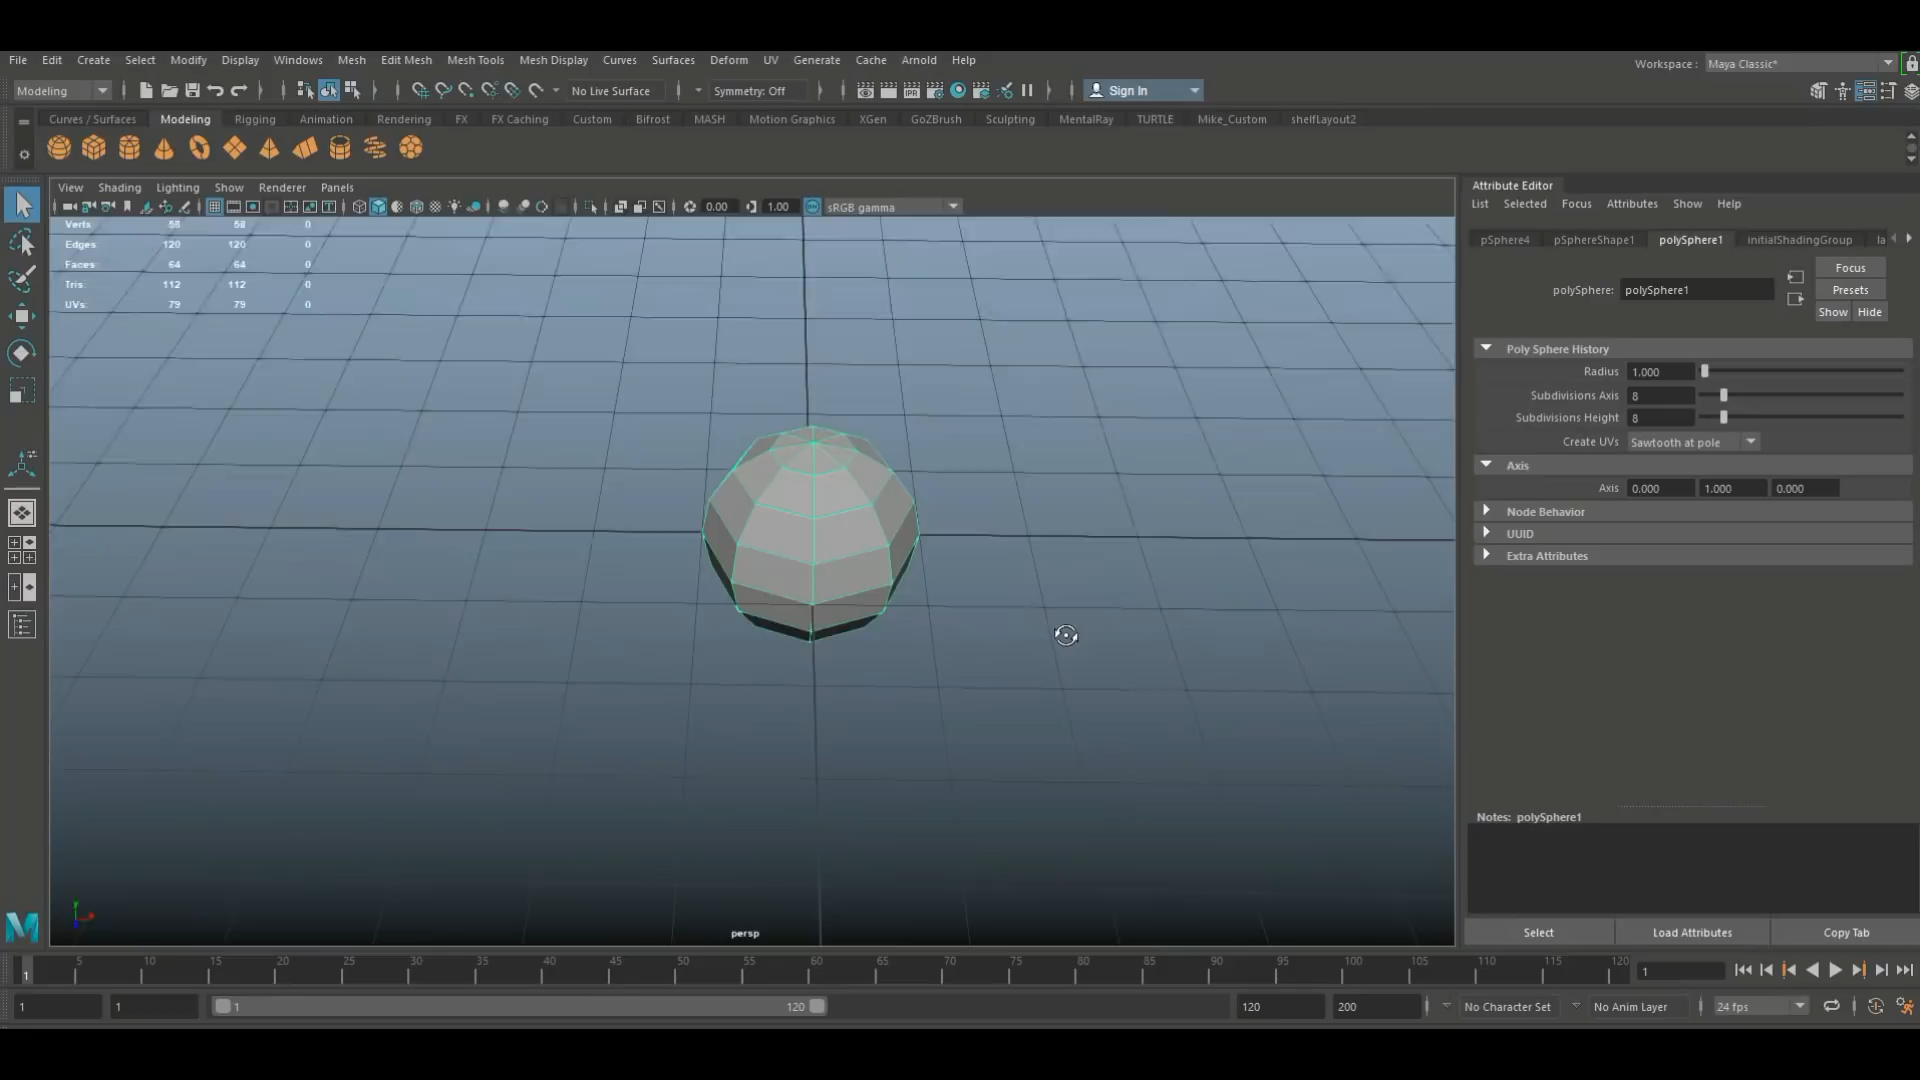 File Edit Create Select Modify Display Windows Mesh Edit Mesh Mesh Tools Mesh Display Curves Surfaces Deform UV Generate Cache Arnold Help
Workspace : Maya Classic*
Modeling No Live Surface Symmetry: Off Sign In
Curves / Surfaces Modeling Rigging Animation Rendering FX FX Caching Custom Bifrost MASH Motion Graphics XGen GoZBrush Sculpting MentalRay TURTLE Mike_Custom shelfLayout2
View Shading Lighting Show Renderer Panels
0.00 1.00 sRGB gamma
Verts 58 58 0
Edges 120 120 0
Faces: 64 64 0
Tris: 112 112 0
UVs: 79 79 0
persp
Attribute Editor
List Selected Focus Attributes Show Help
pSphere4 pSphereShape1 polySphere1 initialShadingGroup la
Focus
polySphere: polySphere1 Presets
Show Hide
Poly Sphere History
Radius 1.000
Subdivisions Axis 8
Subdivisions Height 8
Create UVs Sawtooth at pole
Axis
Axis 0.000 1.000 0.000
Node Behavior
UUID
Extra Attributes
Notes: polySphere1
Select Load Attributes Copy Tab
1 5 10 15 20 25 30 35 40 45 50 55 60 65 70 75 80 85 90 95 100 105 110 115 120 1
1 1 1 120 120 200 No Character Set No Anim Layer 24 fps